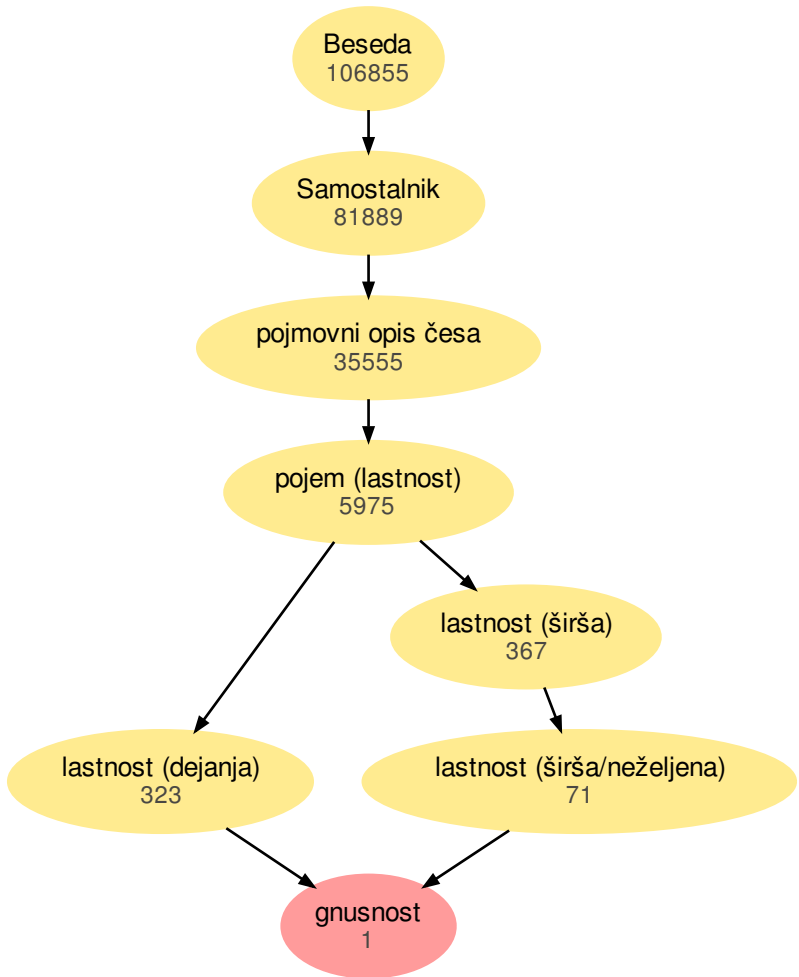 Beseda
106855
Samostalnik
81889
pojmovni opis česa
35555
pojem (lastnost)
5975
lastnost (širša)
367
lastnost (dejanja)
323
lastnost (širša/neželjena)
71
gnusnost
1